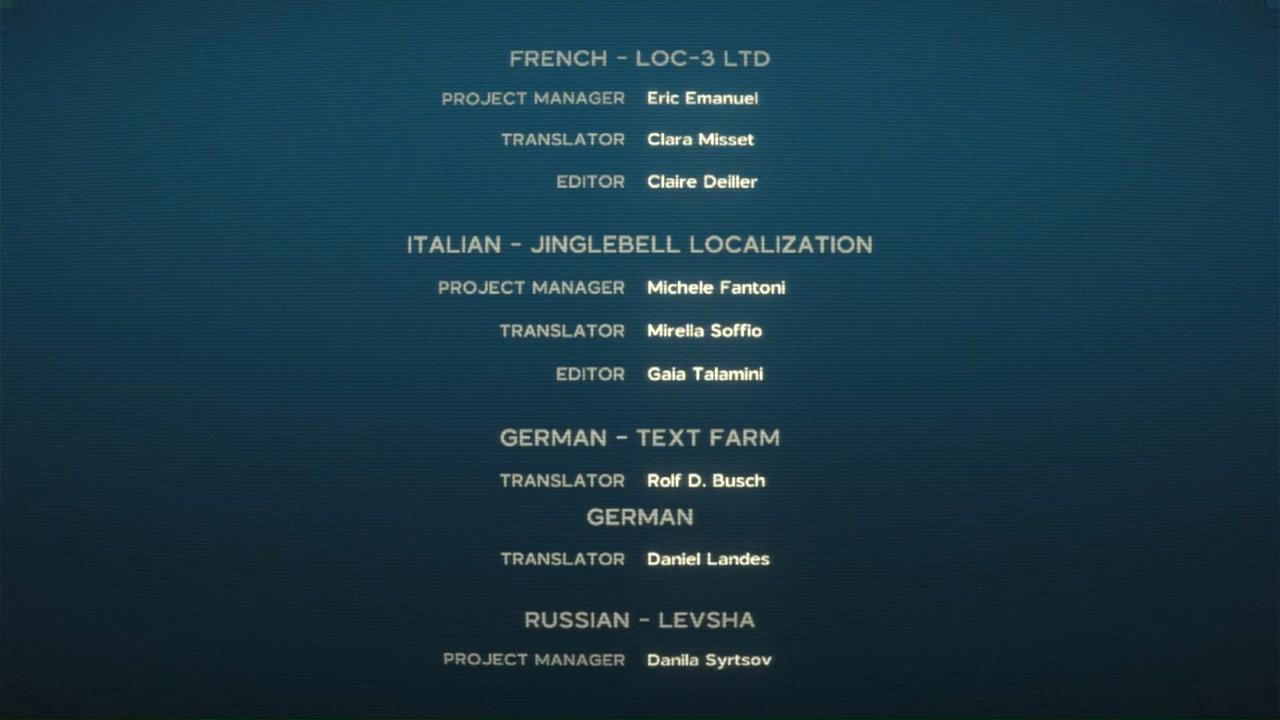 FRENCH - LOC-3 LTD
PROJECT MANAGER Eric Emanuel
TRANSLATOR Clara Misset
EDITOR Claire Deiller
ITALIAN - JINGLEBELL LOCALIZATION
PROJECT MANAGER Michele Fantoni
TRANSLATOR Mirella Soffio
EDITOR Gaia Talamini
GERMAN - TEXT FARM
TRANSLATOR Rolf D. Busch
GERMAN
TRANSLATOR Daniel Landes
RUSSIAN - LEVSHA
PROJECT MANAGER Danila Syrtsov